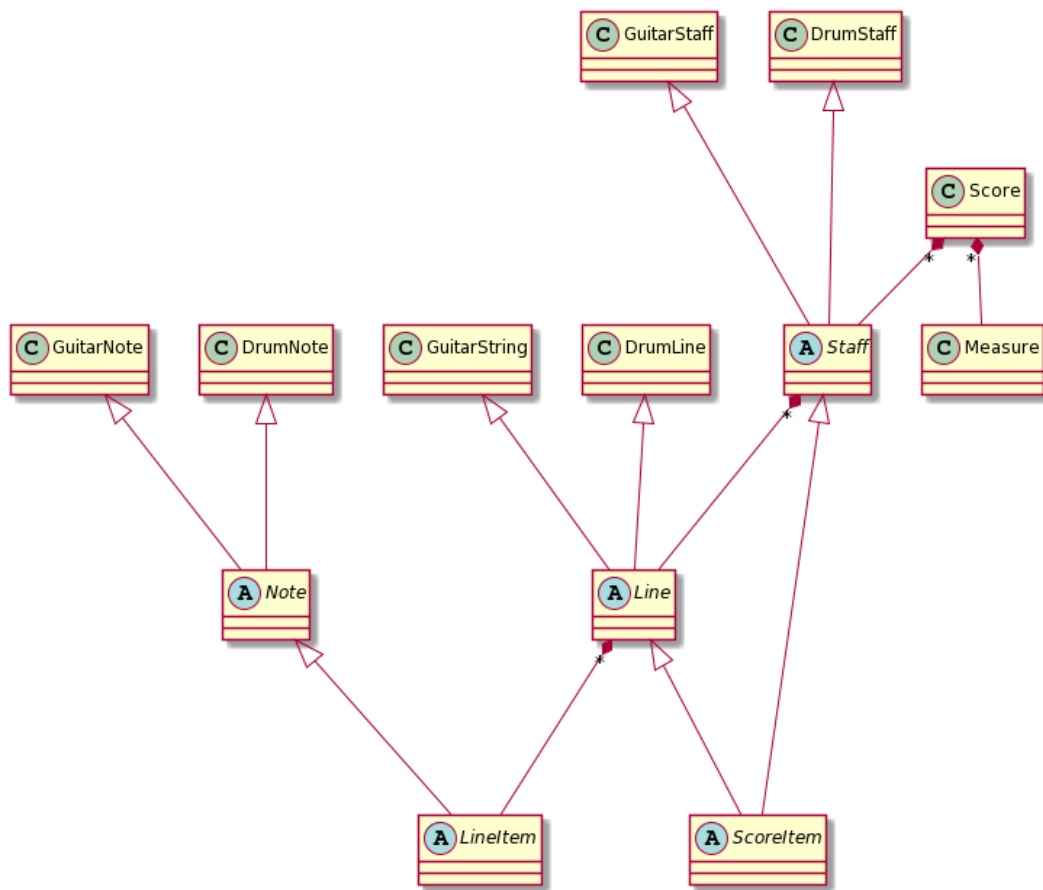 C GuitarStaff
C DrumStaff
C Score
*
*
C GuitarNote
C DrumNote
C GuitarString
C DrumLine
A Staff
C Measure
*
A Note
A Line
*
A LineItem
A ScoreItem